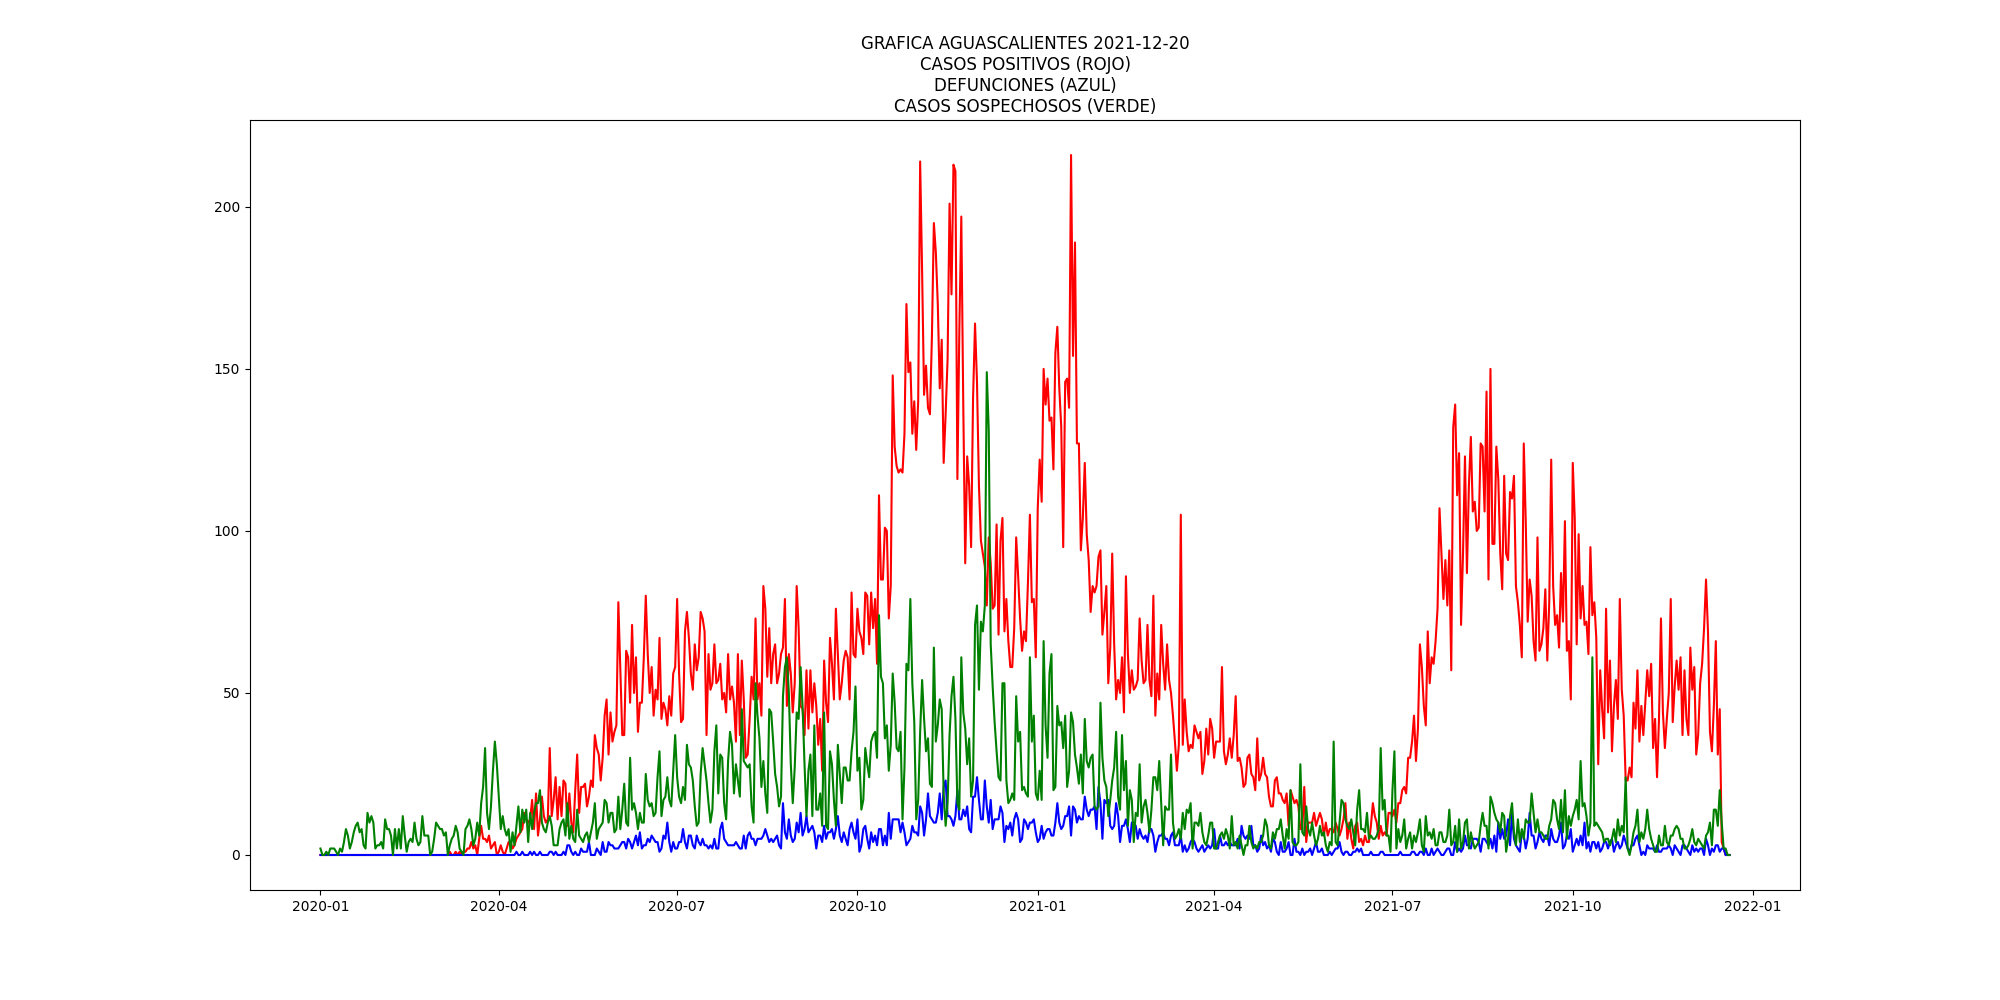 GRAFICA AGUASCALIENTES 2021-12-20
CASOS POSITIVOS (ROJO)
DEFUNCIONES (AZUL)
CASOS SOSPECHOSOS (VERDE)
200
150
100
50
0
2020-01 2020-04 2020-07 2020-10 2021-01 2021-04 2021-07 2021-10 2022-01